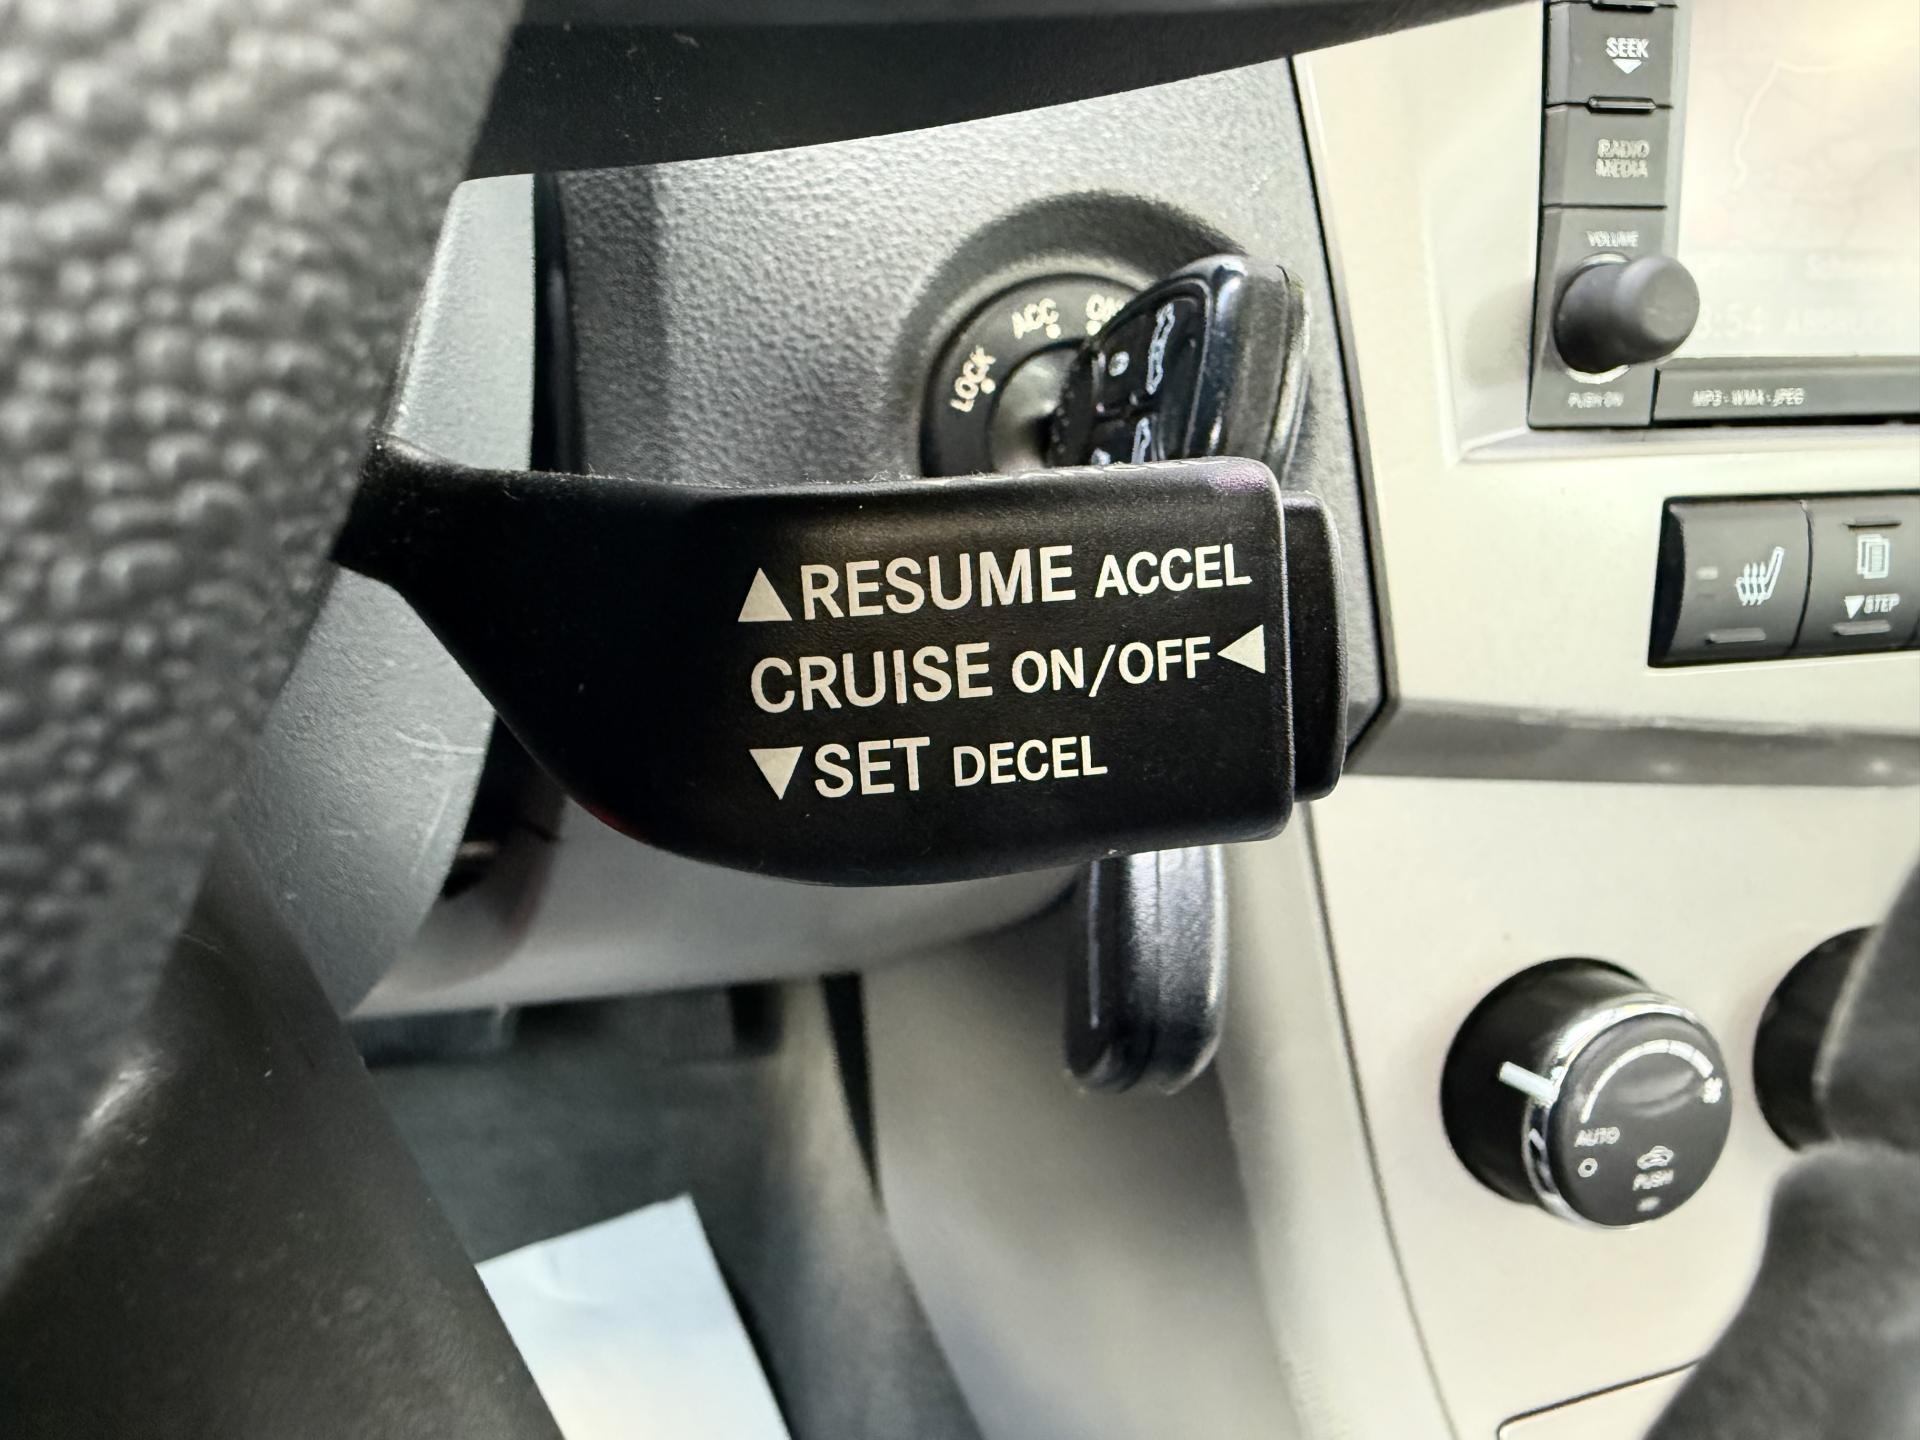 SEEK
RADIO
MEDIA
VOLUME
PUSH ON
MP3 · WMA · JPEG
LOCK
ACC
ON
▲RESUME ACCEL
CRUISE ON/OFF◀
▼SET DECEL
▼STEP
AUTO
PUSH